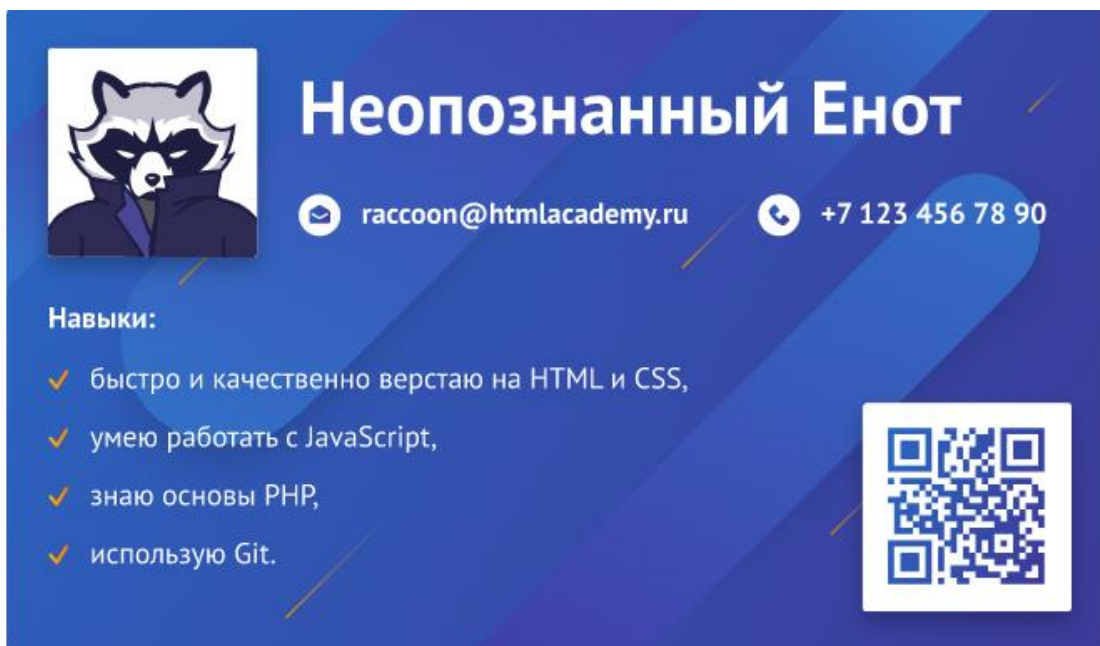 Неопознанный Енот
raccoon@htmlacademy.ru
+7 123 456 78 90
Навыки:
быстро и качественно верстаю на HTML и CSS,
умею работать с JavaScript,
знаю основы PHP,
использую Git.